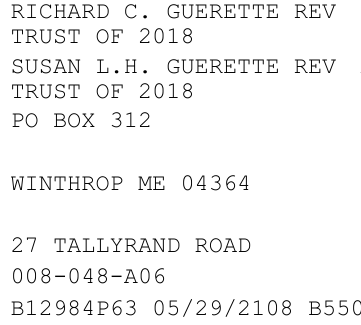 RICHARD C. GUERETTE REV
TRUST OF 2018
SUSAN L.H. GUERETTE REV
TRUST OF 2018
PO BOX 312
WINTHROP ME 04364
27 TALLYRAND ROAD
008-048-A06
B12984P63 05/29/2108 B550